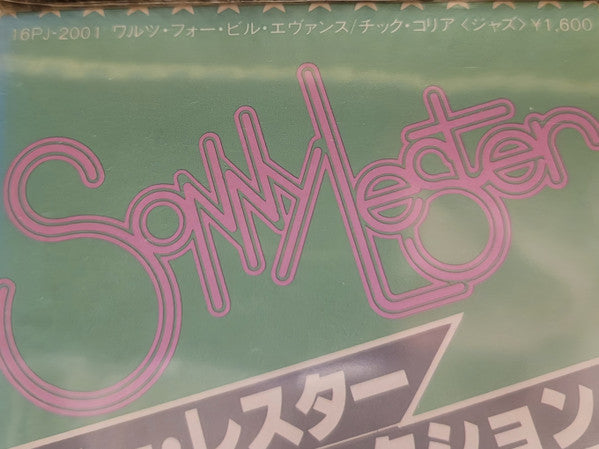 16PJ-2001 ワルツ・フォー・ビル・エヴァンス/チック・コリア〈ジャズ〉¥1,600
Sonny Lester
・レスター
クション